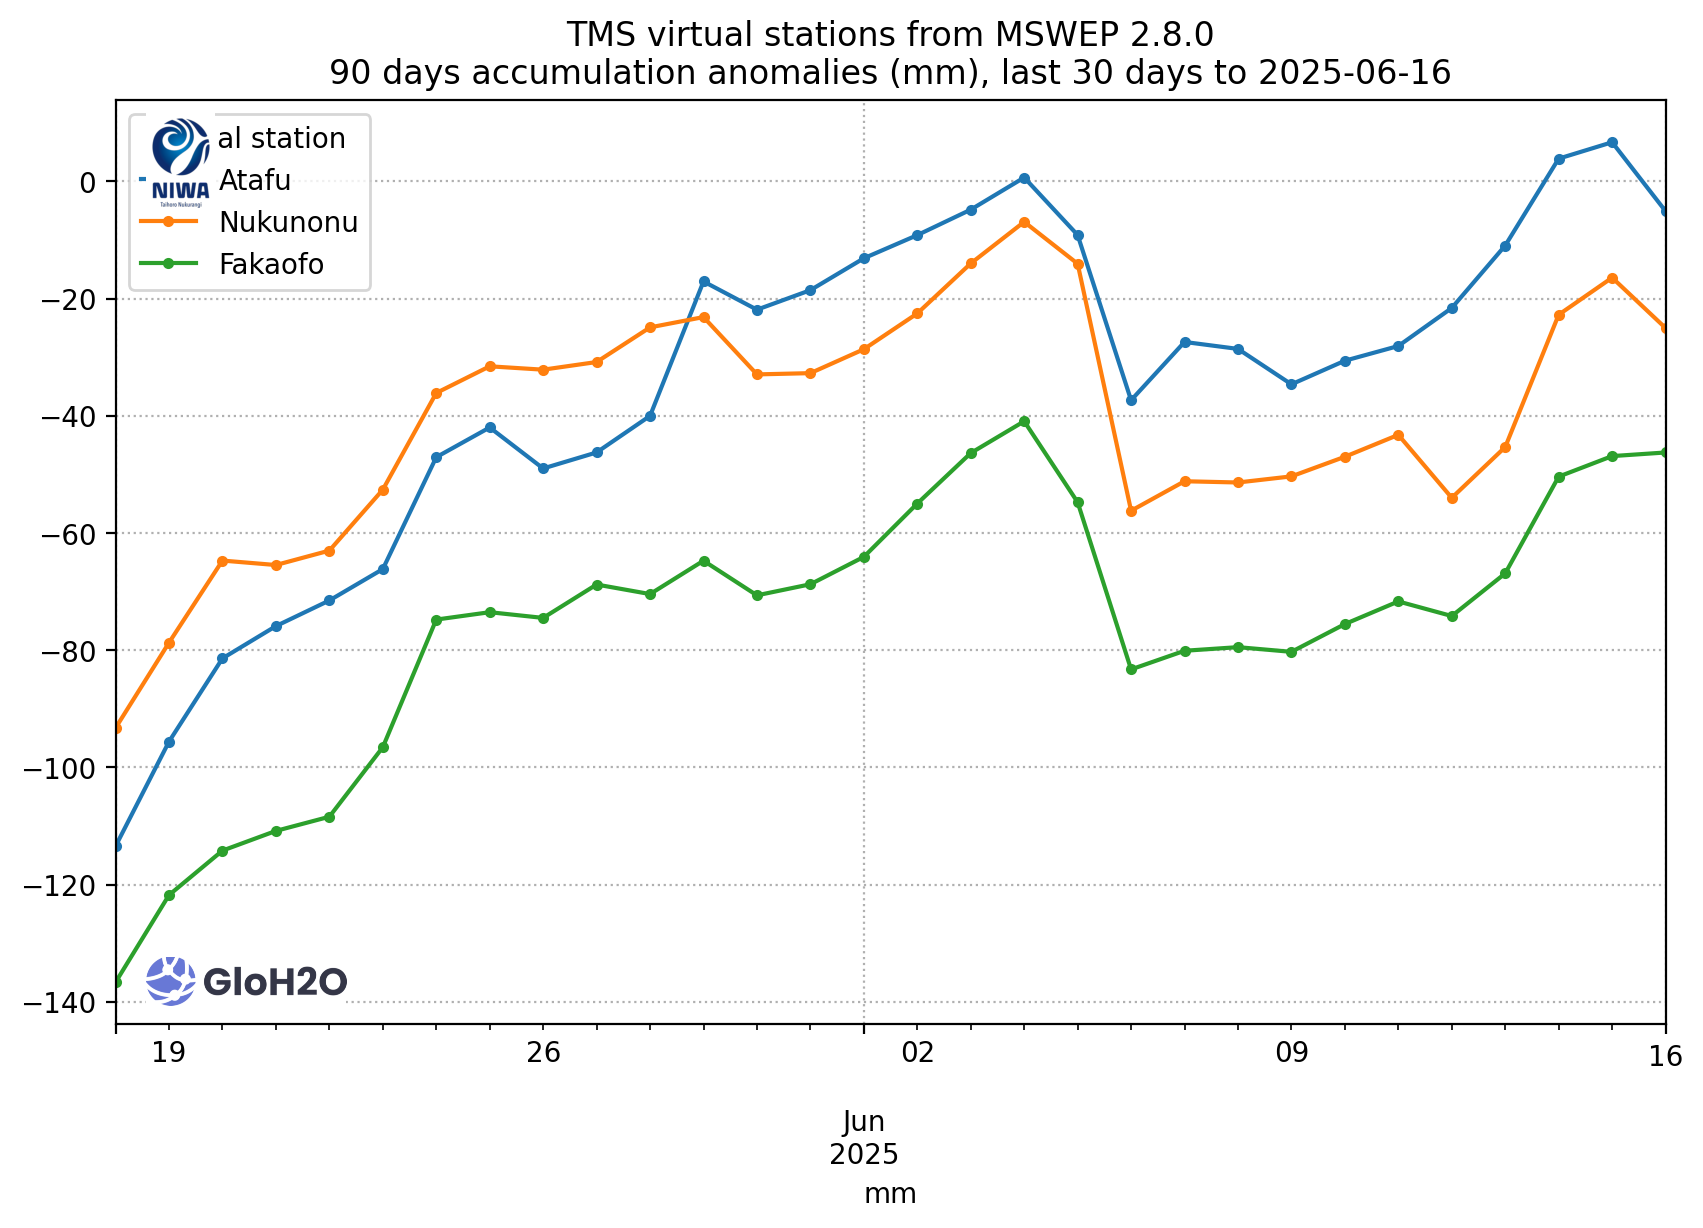 TMS virtual stations from MSWEP 2.8.0
90 days accumulation anomalies (mm), last 30 days to 2025-06-16
al station
Atafu
Nukunonu
Fakaofo
NIWA
Taihoro Nukurangi
0
−20
−40
−60
−80
−100
−120
−140
GloH2O
19
26
02
09
16
Jun
2025
mm